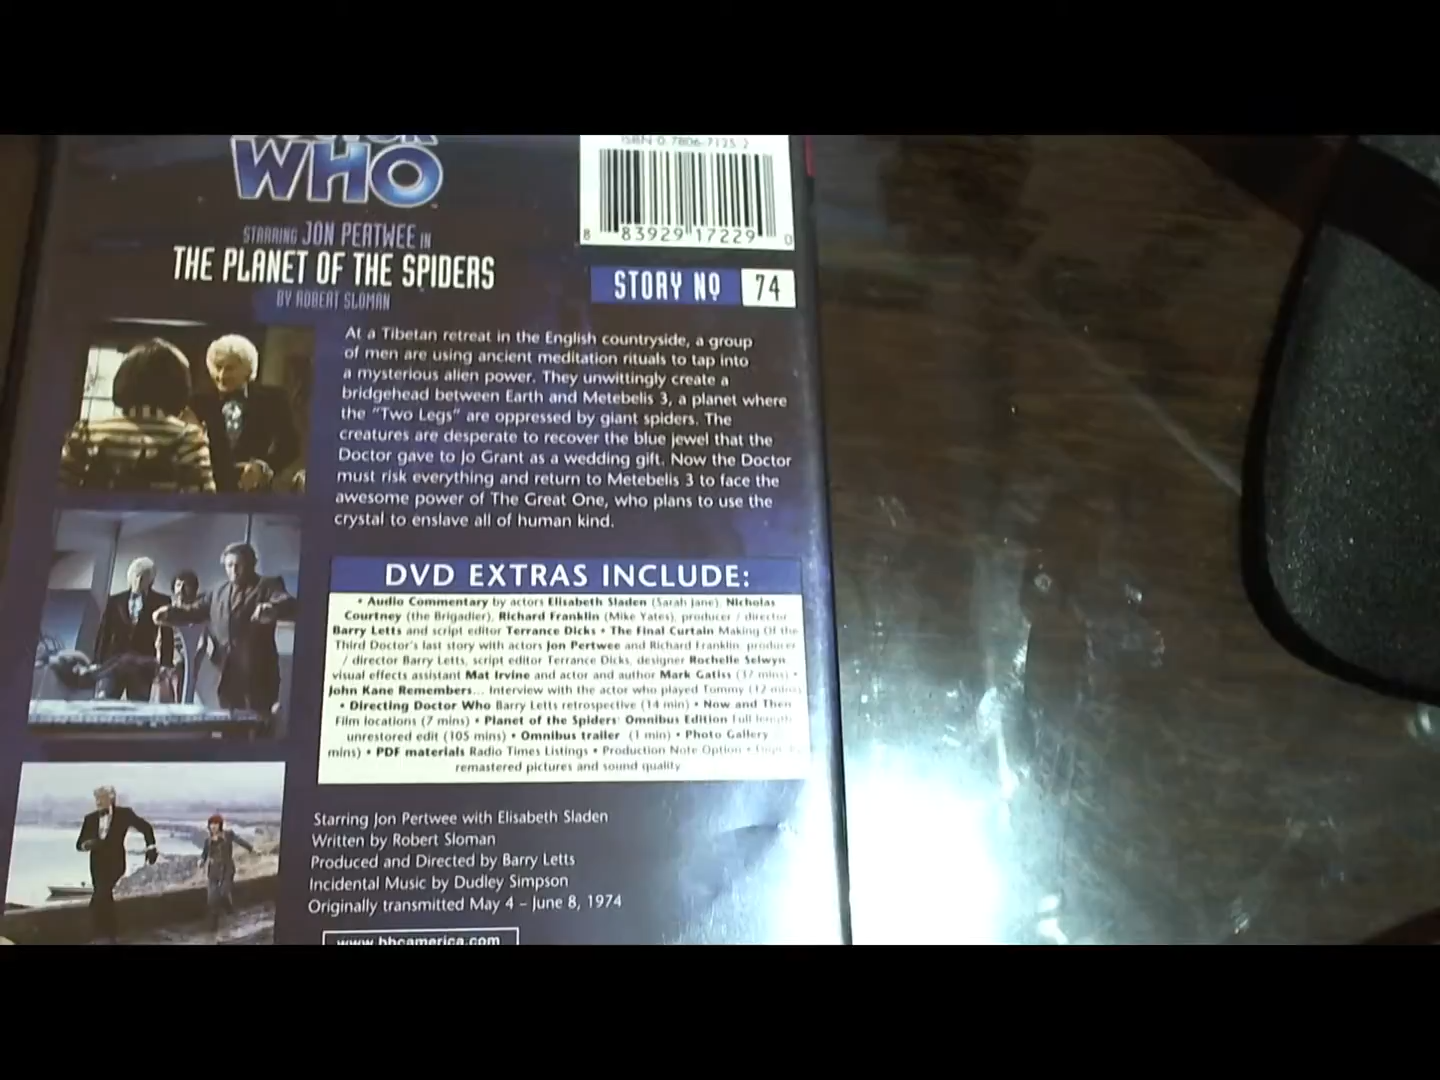 WHO
ISBN 0-7806-7125-2
8 83929 17229 0
STARRING JON PERTWEE IN
THE PLANET OF THE SPIDERS
BY ROBERT SLOMAN
STORY Nº 74
At a Tibetan retreat in the English countryside, a group
of men are using ancient meditation rituals to tap into
a mysterious alien power. They unwittingly create a
bridgehead between Earth and Metebelis 3, a planet where
the "Two Legs" are oppressed by giant spiders. The
creatures are desperate to recover the blue jewel that the
Doctor gave to Jo Grant as a wedding gift. Now the Doctor
must risk everything and return to Metebelis 3 to face the
awesome power of The Great One, who plans to use the
crystal to enslave all of human kind.
DVD EXTRAS INCLUDE:
• Audio Commentary by actors Elisabeth Sladen (Sarah Jane), Nicholas
Courtney (the Brigadier), Richard Franklin (Mike Yates), producer / director
Barry Letts and script editor Terrance Dicks • The Final Curtain Making Of the
Third Doctor's last story with actors Jon Pertwee and Richard Franklin, producer
/ director Barry Letts, script editor Terrance Dicks, designer Rochelle Selwyn,
visual effects assistant Mat Irvine and actor and author Mark Gatiss (37 mins) •
John Kane Remembers... Interview with the actor who played Tommy (12 mins)
• Directing Doctor Who Barry Letts retrospective (14 min) • Now and Then
Film locations (7 mins) • Planet of the Spiders: Omnibus Edition Full length
unrestored edit (105 mins) • Omnibus trailer (1 min) • Photo Gallery
mins) • PDF materials Radio Times Listings • Production Note Option •
remastered pictures and sound quality
Starring Jon Pertwee with Elisabeth Sladen
Written by Robert Sloman
Produced and Directed by Barry Letts
Incidental Music by Dudley Simpson
Originally transmitted May 4 – June 8, 1974
www.bbcamerica.com